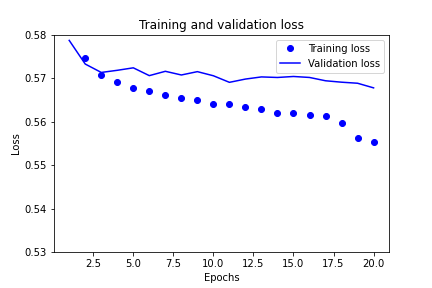 Training and validation loss
Training loss
Validation loss
0.58
0.57
0.56
0.55
0.54
0.53
Loss
2.5 5.0 7.5 10.0 12.5 15.0 17.5 20.0
Epochs